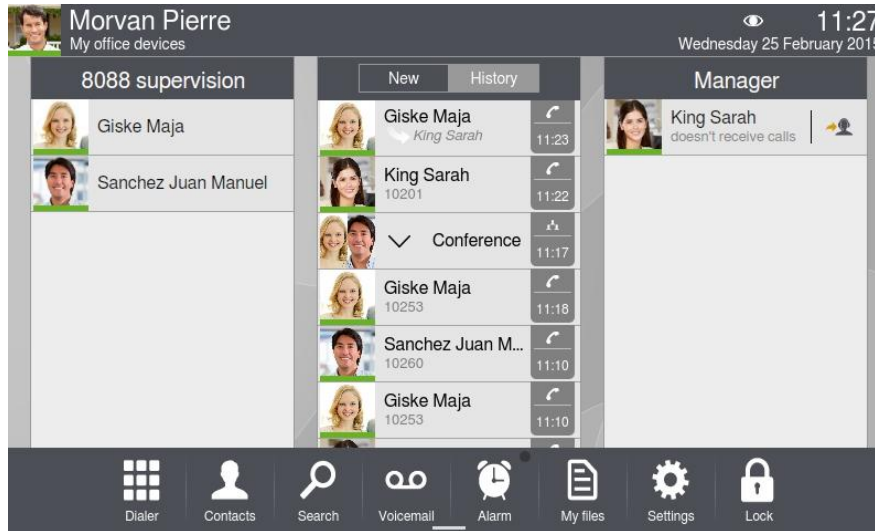 Morvan Pierre
My office devices
11:27
Wednesday 25 February 2015
8088 supervision
Giske Maja
Sanchez Juan Manuel
New
History
Giske Maja
King Sarah
11:23
King Sarah
10201
11:22
Conference
11:17
Giske Maja
10253
11:18
Sanchez Juan M...
10260
11:10
Giske Maja
10253
11:10
Manager
King Sarah
doesn't receive calls
Dialer
Contacts
Search
Voicemail
Alarm
My files
Settings
Lock